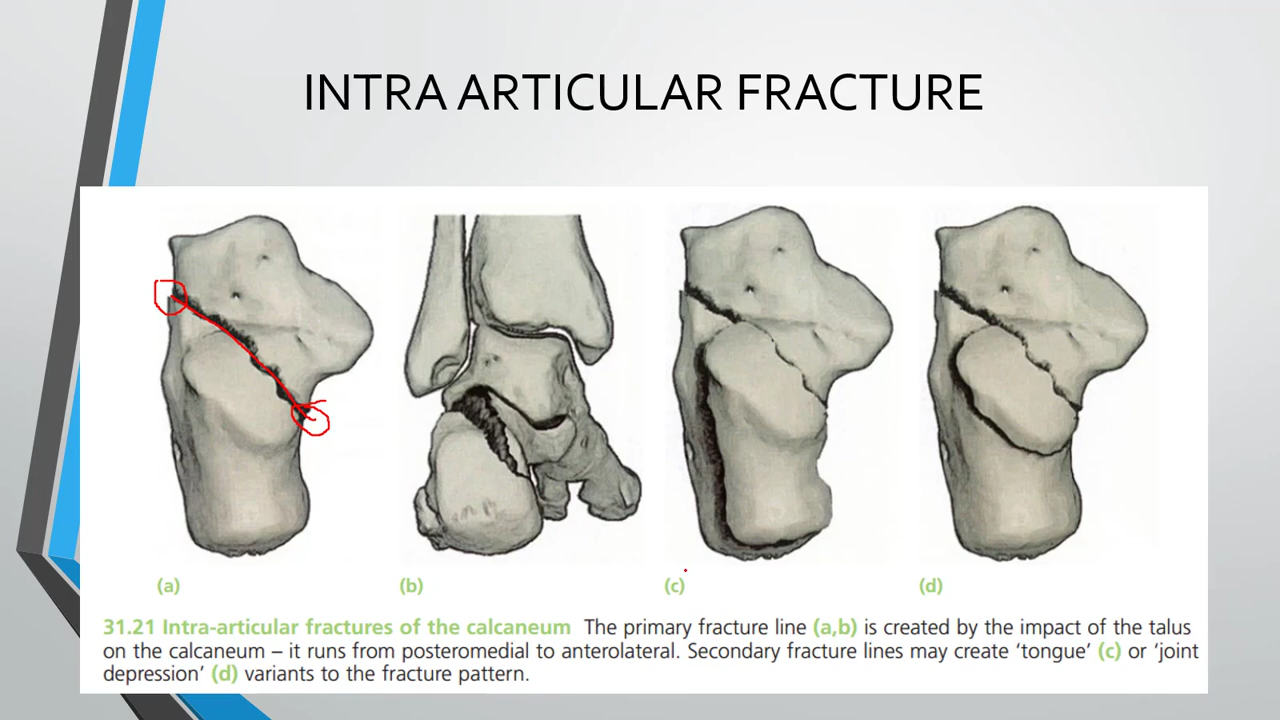 INTRA ARTICULAR FRACTURE
(a)
(b)
(c)
(d)
31.21 Intra-articular fractures of the calcaneum The primary fracture line (a,b) is created by the impact of the talus
on the calcaneum – it runs from posteromedial to anterolateral. Secondary fracture lines may create ‘tongue’ (c) or ‘joint
depression’ (d) variants to the fracture pattern.